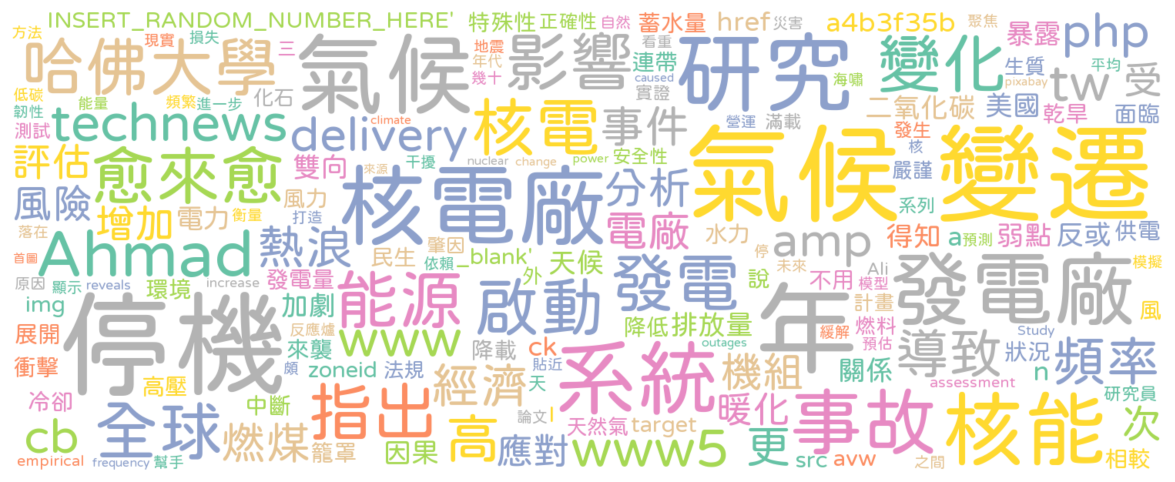 INSERT_RANDOM_NUMBER_HERE'
特殊性
正確性
自然
蓄水量
href
災害
a4b3f35b
聚焦
方法
現實
損失
三
地震
年代
幾十
氣候
影響
看重
連帶
caused
實證
研究
海嘯
變化
暴露
生質
pixabay
php
平均
tw
受
哈佛大學
低碳
韌性
測試
能量
頻繁
進一步
化石
technews
climate
delivery
核電
事件
營運
滿載
二氧化碳
美國
乾旱
面臨
發生
核
嚴謹
評估
愈來愈
雙向
來源
干擾
nuclear
change
power
安全性
氣候變遷
風險
增加
電力
衡量
風力
打造
核電廠
分析
電廠
水力
系列
得知
a
預測
弱點
反或
供電
落在
首圖
Ahmad
熱浪
民生
肇因
依賴
_blank'
外
天候
發電
說
amp
停
未來
Ali
模型
不用
發電廠
模擬
原因
顯示
img
環境
發電量
increase
加劇
能源
啟動
年
計畫
風
展開
衝擊
停機
來襲
反應爐
頗
www
zoneid
法規
降載
貼近
ck
天
降低
排放量
outages
系統
機組
緩解
燃料
預估
導致
關係
Study
狀況
n
頻率
高壓
冷卻
中斷
經濟
論文
I
天然氣
target
暖化
事故
assessment
研究員
核能
次
cb
全球
燃煤
籠罩
指出
因果
高
應對
www5
更
src
avw
之間
相較
empirical
frequency
幫手